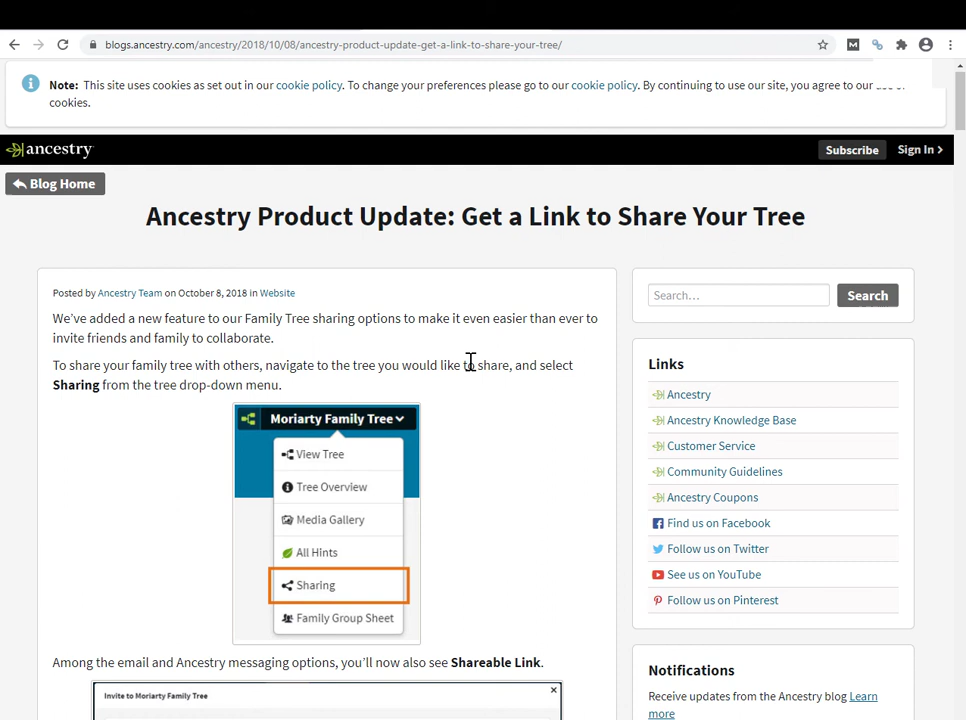 blogs.ancestry.com/ancestry/2018/10/08/ancestry-product-update-get-a-link-to-share-your-tree/
Note: This site uses cookies as set out in our cookie policy. To change your preferences please go to our cookie policy. By continuing to use our site, you agree to our
cookies.
ancestry
Subscribe
Sign In >
Blog Home
Ancestry Product Update: Get a Link to Share Your Tree
Posted by Ancestry Team on October 8, 2018 in Website
We’ve added a new feature to our Family Tree sharing options to make it even easier than ever to
invite friends and family to collaborate.
To share your family tree with others, navigate to the tree you would like to share, and select
Sharing from the tree drop-down menu.
Moriarty Family Tree
View Tree
Tree Overview
Media Gallery
All Hints
Sharing
Family Group Sheet
Among the email and Ancestry messaging options, you’ll now also see Shareable Link.
Invite to Moriarty Family Tree
Search...
Search
Links
Ancestry
Ancestry Knowledge Base
Customer Service
Community Guidelines
Ancestry Coupons
Find us on Facebook
Follow us on Twitter
See us on YouTube
Follow us on Pinterest
Notifications
Receive updates from the Ancestry blog Learn
more